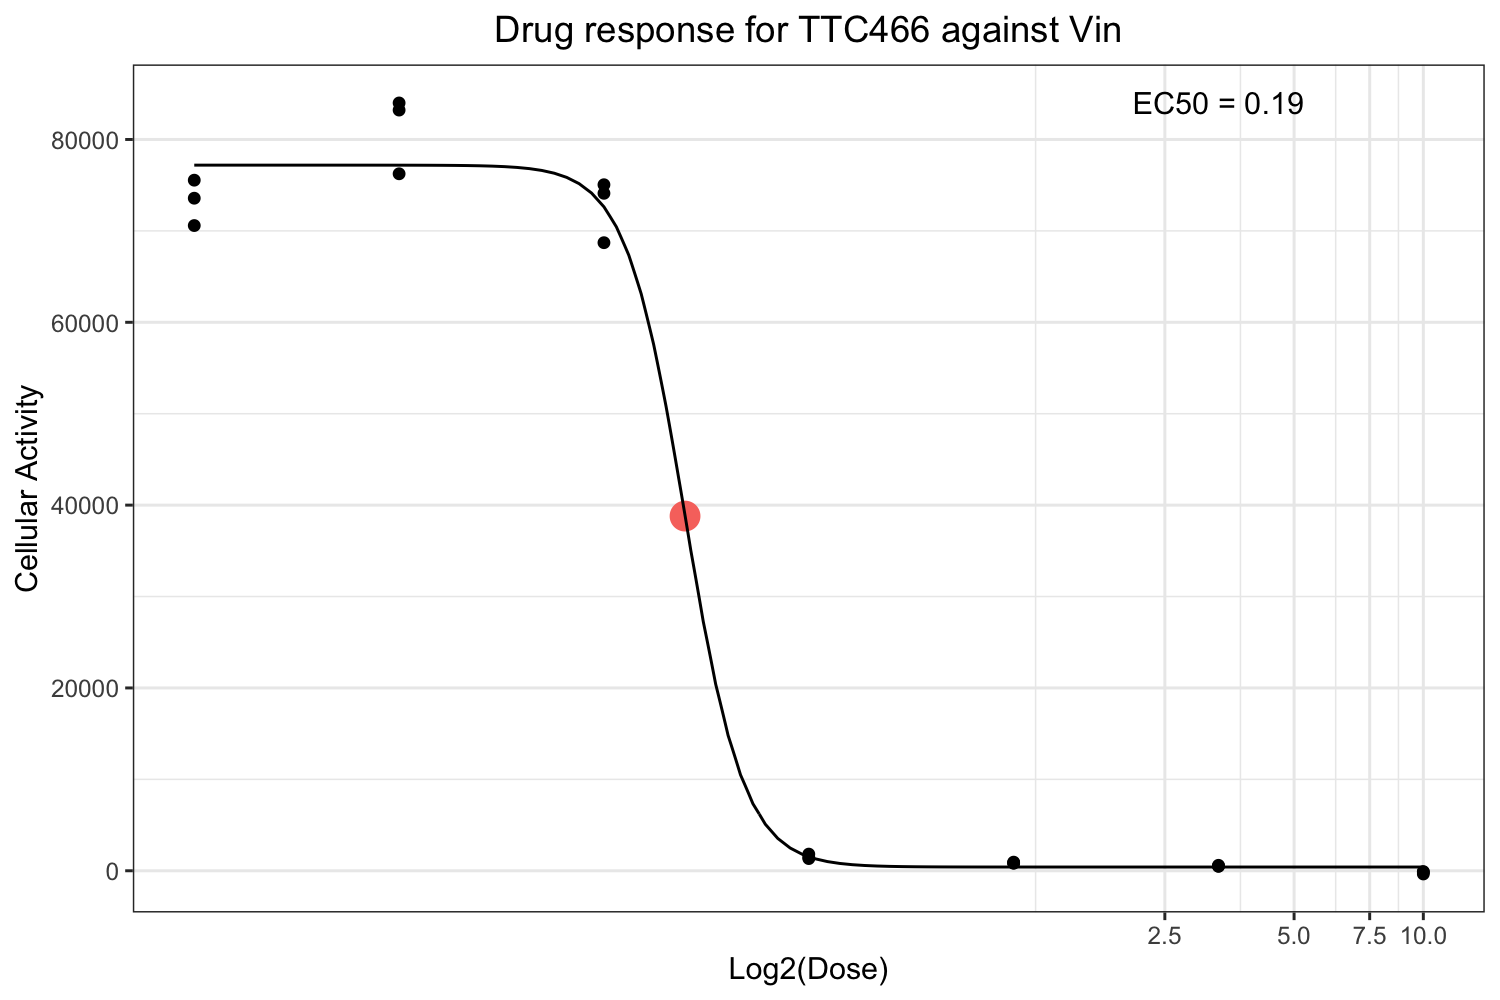 Drug response for TTC466 against Vin
EC50 = 0.19
Cellular Activity
80000
60000
40000
20000
0
2.5 5.0 7.5 10.0
Log2(Dose)